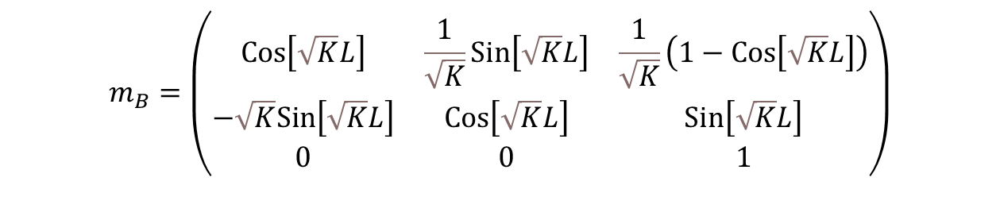 m_B = ( Cos[√K L]  1/√K Sin[√K L]  1/√K (1 − Cos[√K L])
−√K Sin[√K L]  Cos[√K L]  Sin[√K L]
0  0  1 )